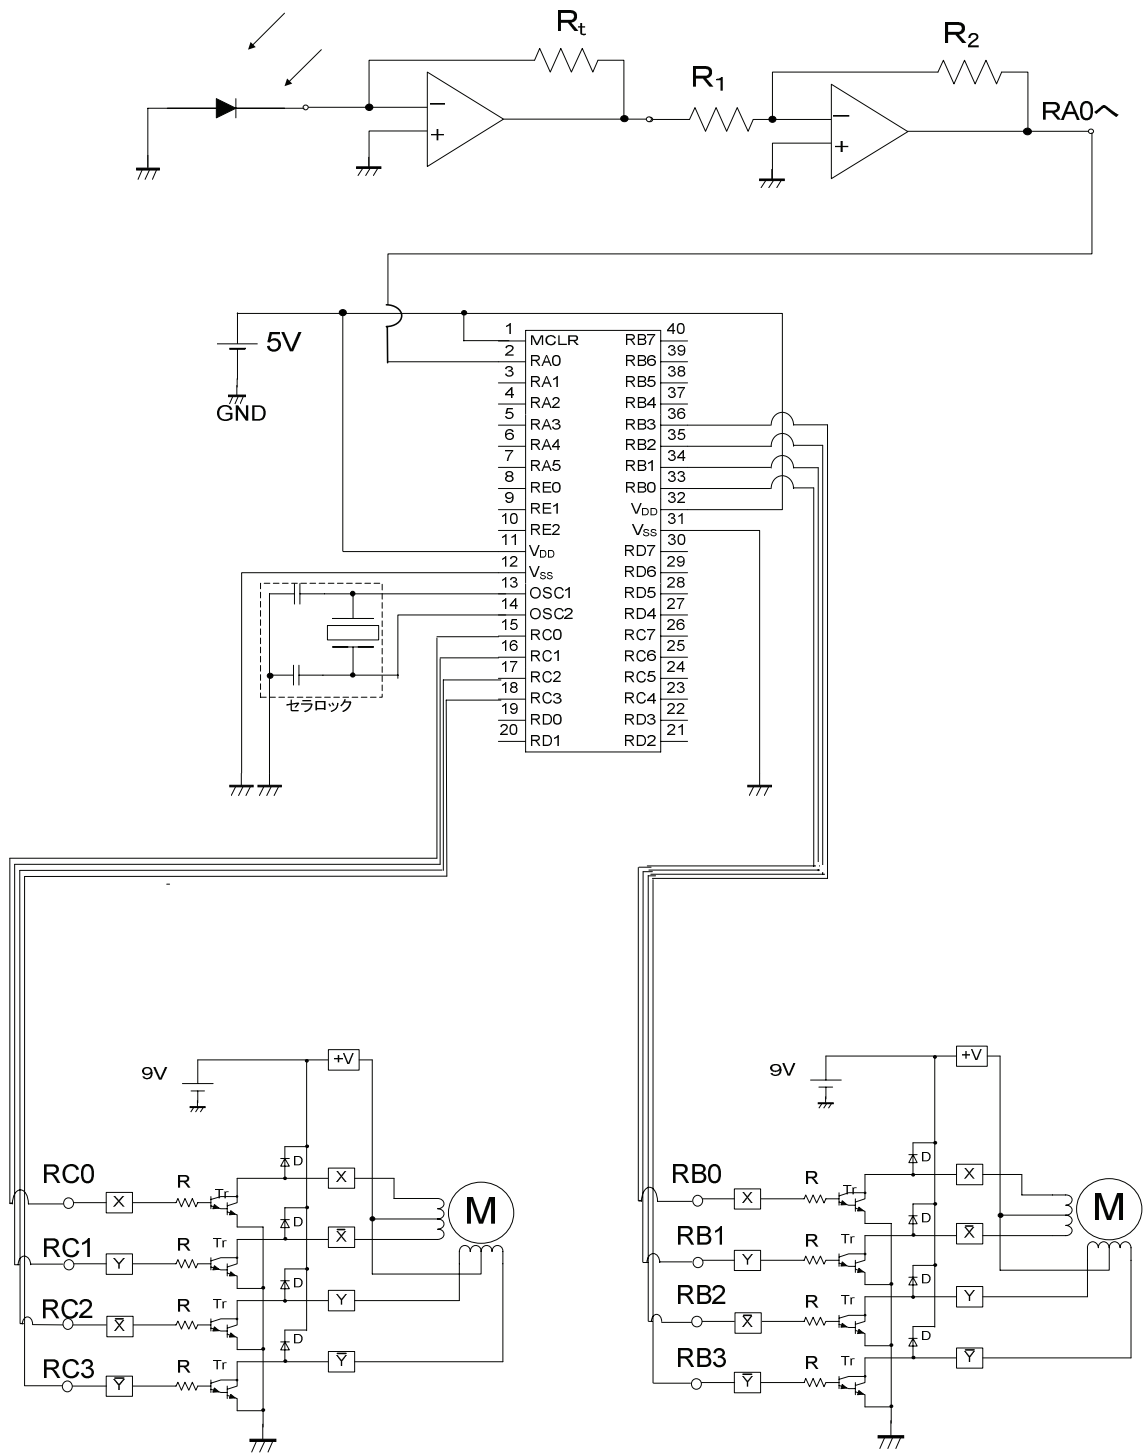 Rt
R2
R1
RA0へ
−
+
−
+
5V
GND
1 MCLR RB7 40
2 RA0 RB6 39
3 RA1 RB5 38
4 RA2 RB4 37
5 RA3 RB3 36
6 RA4 RB2 35
7 RA5 RB1 34
8 RE0 RB0 33
9 RE1 VDD 32
10 RE2 VSS 31
11 VDD RD7 30
12 VSS RD6 29
13 OSC1 RD5 28
14 OSC2 RD4 27
15 RC0 RC7 26
16 RC1 RC6 25
17 RC2 RC5 24
18 RC3 RC4 23
19 RD0 RD3 22
20 RD1 RD2 21
セラロック
9V
+V
D
RC0 X R Tr X
M
D
RC1 Y R Tr X̅
D
RC2 X̅ R Tr Y
D
RC3 Y̅ R Tr Y̅
9V
+V
D
RB0 X R Tr X
M
D
RB1 Y R Tr X̅
D
RB2 X̅ R Tr Y
D
RB3 Y̅ R Tr Y̅